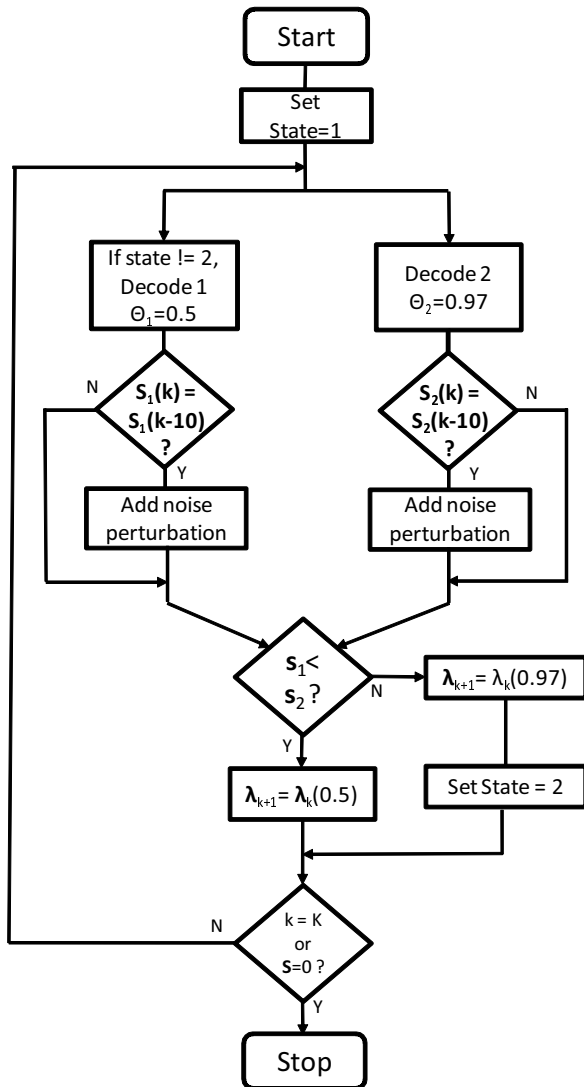 Start
Set
State=1
If state != 2,
Decode 1
Θ₁=0.5
Decode 2
Θ₂=0.97
S₁(k) =
S₁(k-10)
?
N
Y
S₂(k) =
S₂(k-10)
?
N
Y
Add noise
perturbation
Add noise
perturbation
s₁<
s₂ ?
N
Y
λₖ₊₁= λₖ(0.97)
λₖ₊₁= λₖ(0.5)
Set State = 2
k = K
or
S=0 ?
N
Y
Stop